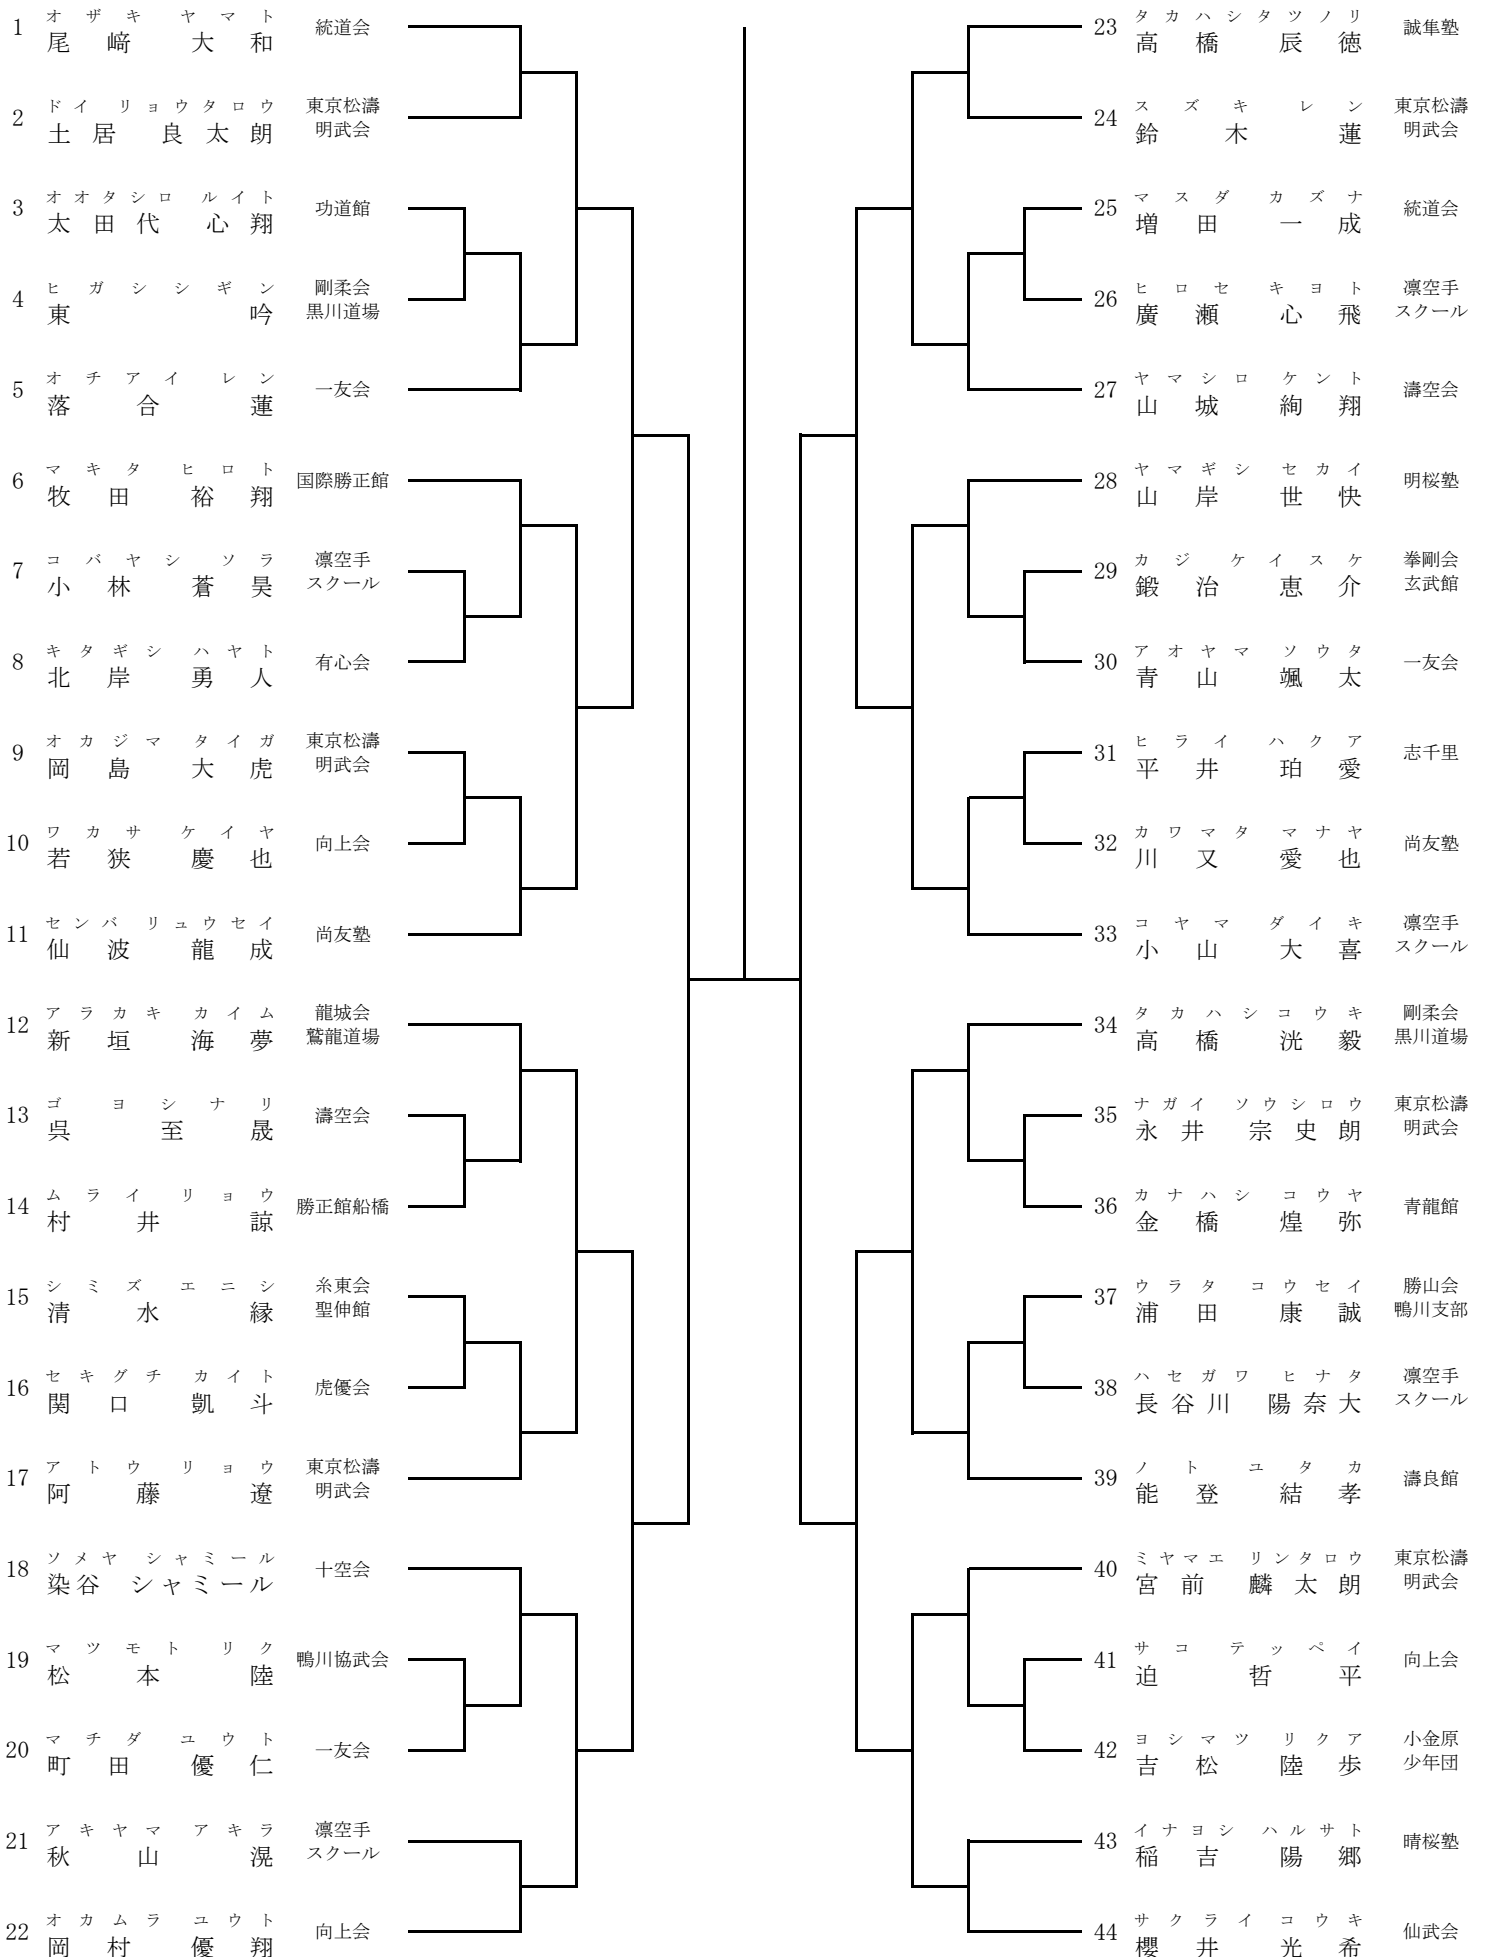 1 オザキ ヤマト 統道会
尾﨑 大和
2 ドイ リョウタロウ 東京松濤
土居 良太朗 明武会
3 オオタシロ ルイト 功道館
太田代 心翔
4 ヒガシ シギン 剛柔会
東 吟 黒川道場
5 オチアイ レン 一友会
落合 蓮
6 マキタ ヒロト 国際勝正館
牧田 裕翔
7 コバヤシ ソラ 凛空手
小林 蒼昊 スクール
8 キタギシ ハヤト 有心会
北岸 勇人
9 オカジマ タイガ 東京松濤
岡島 大虎 明武会
10 ワカサ ケイヤ 向上会
若狭 慶也
11 センバ リュウセイ 尚友塾
仙波 龍成
12 アラカキ カイム 龍城会
新垣 海夢 鷲龍道場
13 ゴ ヨシナリ 濤空会
呉 至晟
14 ムライ リョウ 勝正館船橋
村井 諒
15 シミズ エニシ 糸東会
清水 縁 聖伸館
16 セキグチ カイト 虎優会
関口 凱斗
17 アトウ リョウ 東京松濤
阿藤 遼 明武会
18 ソメヤ シャミール 十空会
染谷 シャミール
19 マツモト リク 鴨川協武会
松本 陸
20 マチダ ユウト 一友会
町田 優仁
21 アキヤマ アキラ 凛空手
秋山 滉 スクール
22 オカムラ ユウト 向上会
岡村 優翔
23 タカハシ タツノリ 誠隼塾
高橋 辰徳
24 スズキ レン 東京松濤
鈴木 蓮 明武会
25 マスダ カズナ 統道会
増田 一成
26 ヒロセ キヨト 凛空手
廣瀬 心飛 スクール
27 ヤマシロ ケント 濤空会
山城 絢翔
28 ヤマギシ セカイ 明桜塾
山岸 世快
29 カジ ケイスケ 拳剛会
鍛治 恵介 玄武館
30 アオヤマ ソウタ 一友会
青山 颯太
31 ヒライ ハクア 志千里
平井 珀愛
32 カワマタ マナヤ 尚友塾
川又 愛也
33 コヤマ ダイキ 凛空手
小山 大喜 スクール
34 タカハシ コウキ 剛柔会
高橋 洸毅 黒川道場
35 ナガイ ソウシロウ 東京松濤
永井 宗史朗 明武会
36 カナハシ コウヤ 青龍館
金橋 煌弥
37 ウラタ コウセイ 勝山会
浦田 康誠 鴨川支部
38 ハセガワ ヒナタ 凛空手
長谷川 陽奈大 スクール
39 ノト ユタカ 濤良館
能登 結孝
40 ミヤマエ リンタロウ 東京松濤
宮前 麟太朗 明武会
41 サコ テッペイ 向上会
迫 哲平
42 ヨシマツ リクア 小金原
吉松 陸歩 少年団
43 イナヨシ ハルサト 晴桜塾
稲吉 陽郷
44 サクライ コウキ 仙武会
櫻井 光希